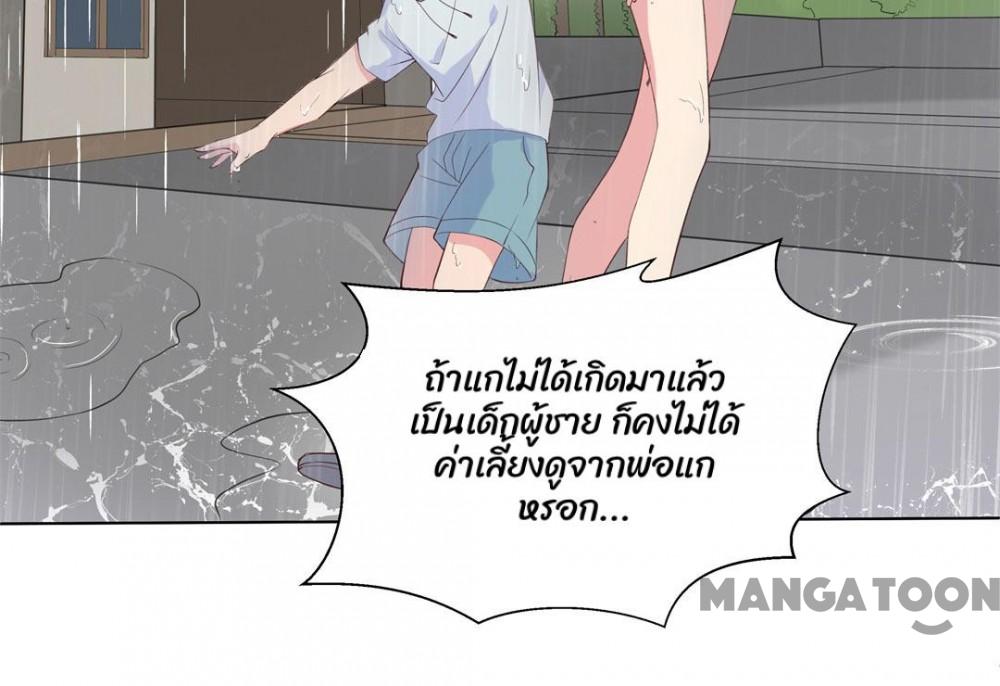 ถ้าแกไม่ได้เกิดมาแล้ว
เป็นเด็กผู้ชาย ก็คงไม่ได้
ค่าเลี้ยงดูจากพ่อแก
หรอก...
MANGATOON